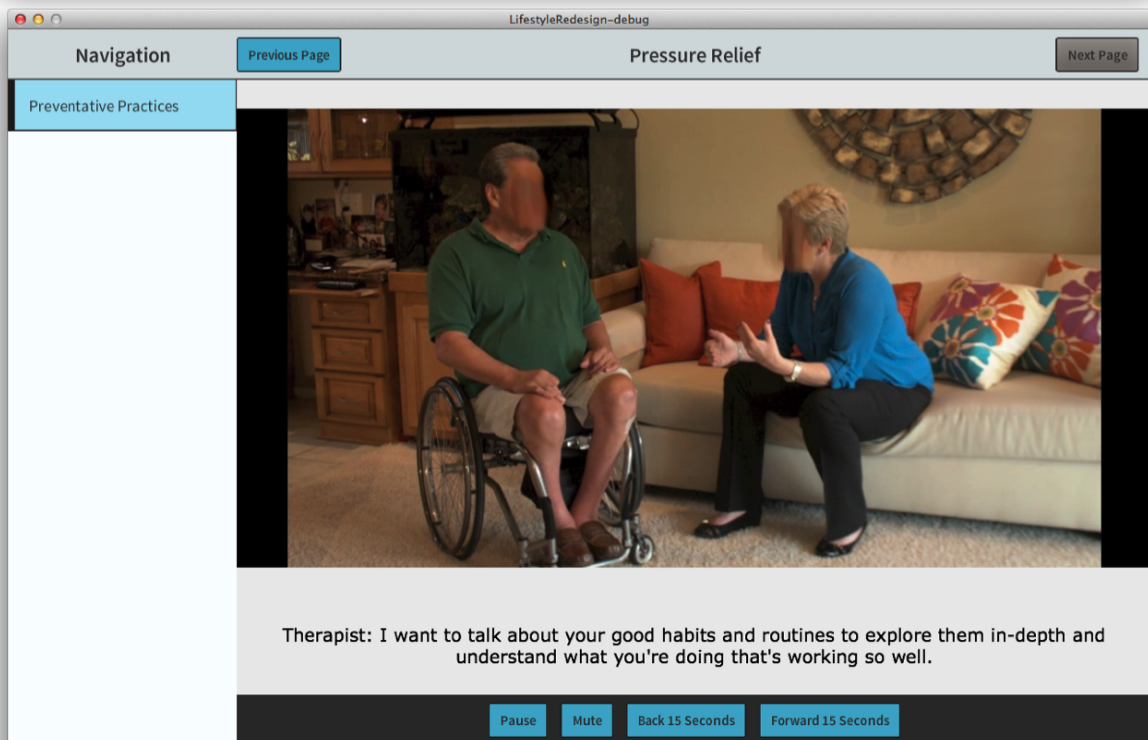 LifestyleRedesign-debug
Navigation
Previous Page
Pressure Relief
Next Page
Preventative Practices
Therapist: I want to talk about your good habits and routines to explore them in-depth and
understand what you're doing that's working so well.
Pause
Mute
Back 15 Seconds
Forward 15 Seconds